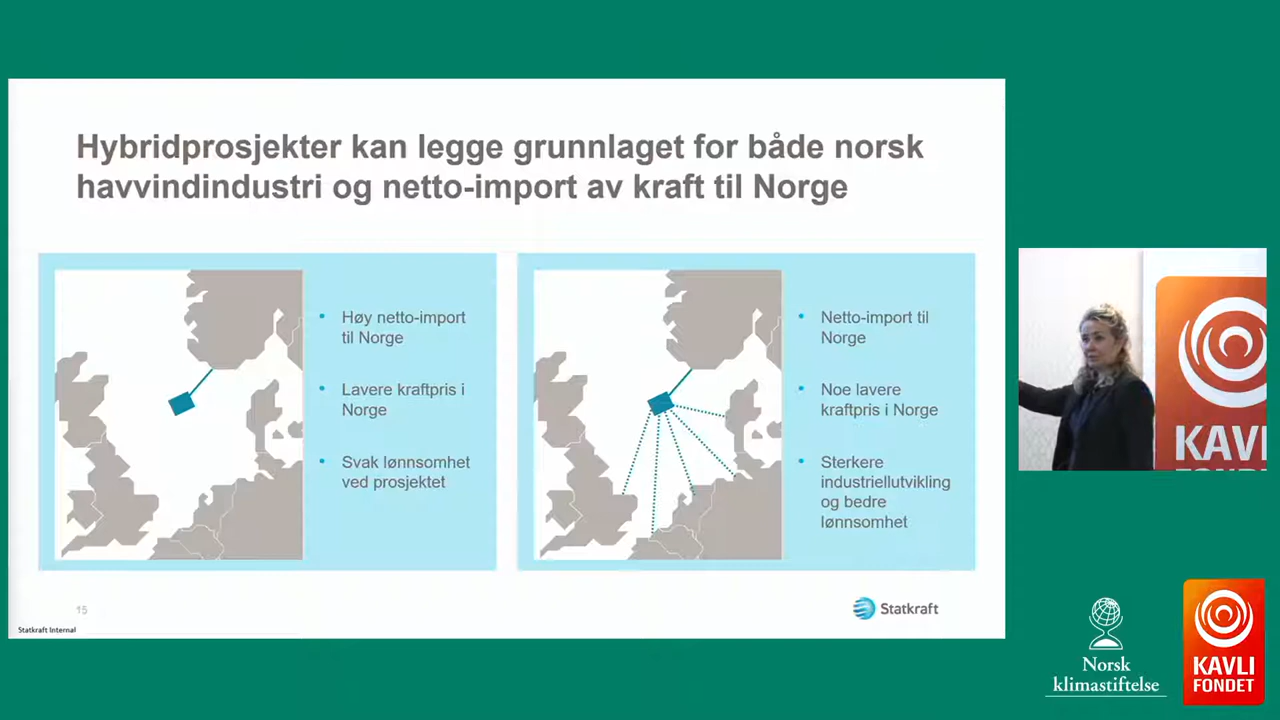 Hybridprosjekter kan legge grunnlaget for både norsk
havvindindustri og netto-import av kraft til Norge
• Høy netto-import
til Norge
• Lavere kraftpris i
Norge
• Svak lønnsomhet
ved prosjektet
• Netto-import til
Norge
• Noe lavere
kraftpris i Norge
• Sterkere
industriellutvikling
og bedre
lønnsomhet
15
Statkraft
Statkraft Internal
KAVLI
Norsk
klimastiftelse
KAVLI
FONDET